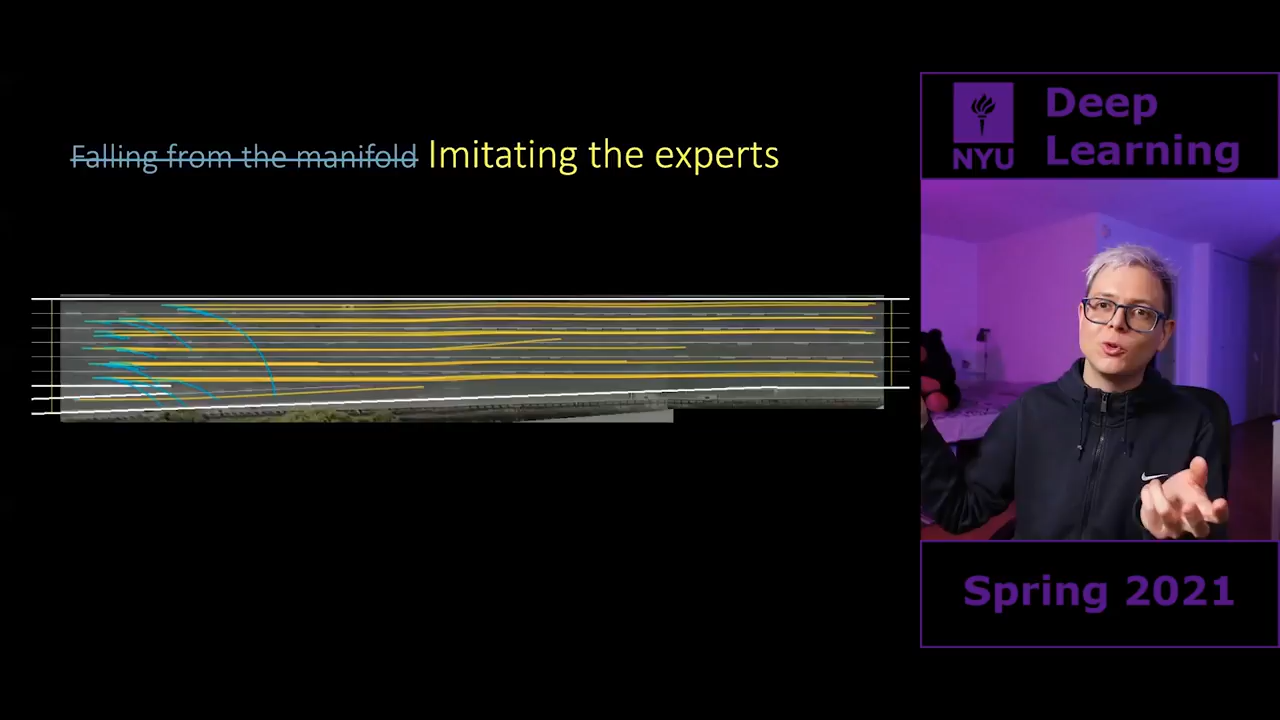 Falling from the manifold Imitating the experts
NYU
Deep
Learning
Spring 2021